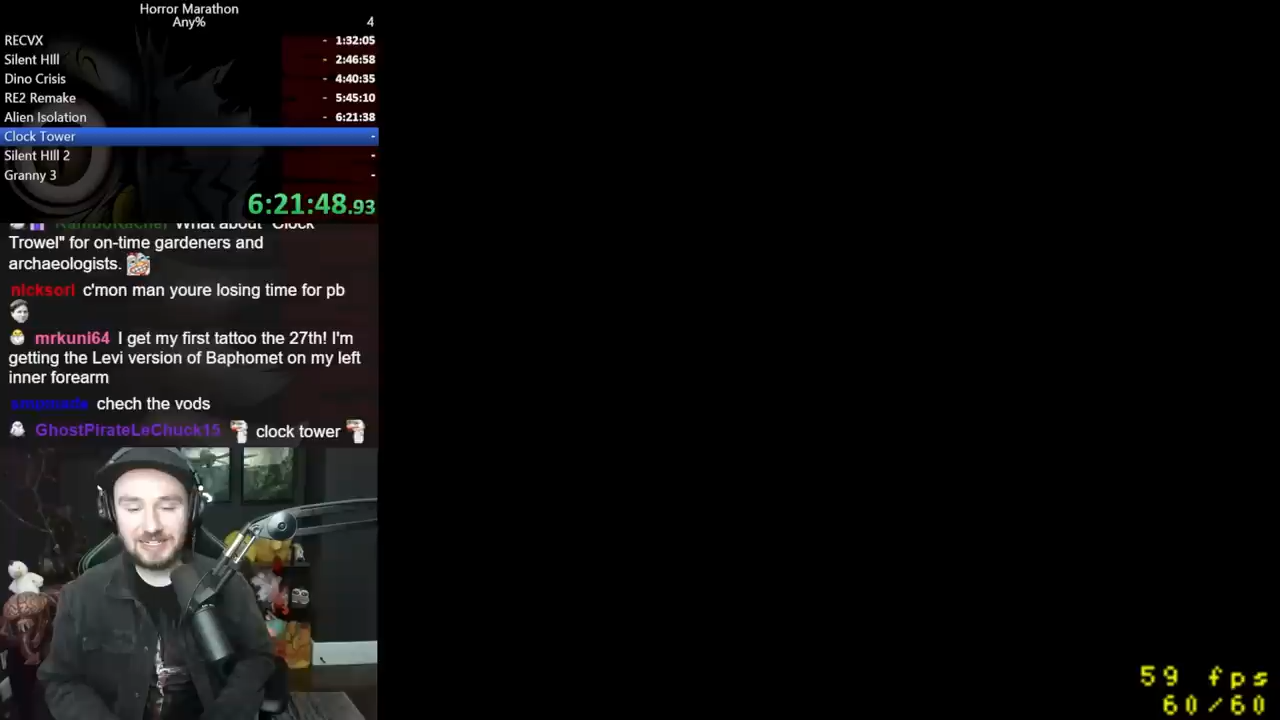 Horror Marathon
Any%
4
RECVX - 1:32:05
Silent HIll - 2:46:58
Dino Crisis - 4:40:35
RE2 Remake - 5:45:10
Alien Isolation - 6:21:38
Clock Tower -
Silent HIll 2 -
Granny 3 -
6:21:48.93
What about "Clock
Trowel" for on-time gardeners and
archaeologists.
nicksorl c'mon man youre losing time for pb
mrkuni64 I get my first tattoo the 27th! I'm
getting the Levi version of Baphomet on my left
inner forearm
chech the vods
GhostPirateLeChuck15 clock tower
59 fps
60/60